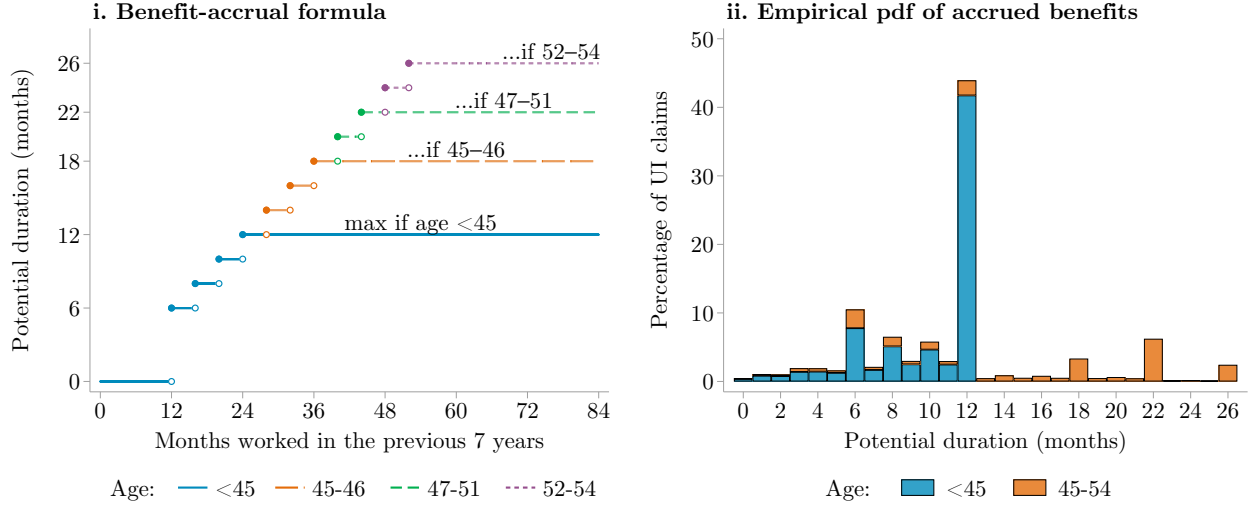 i. Benefit-accrual formula
Potential duration (months)
26
22
18
12
6
0
...if 52–54
...if 47–51
...if 45–46
max if age <45
0 12 24 36 48 60 72 84
Months worked in the previous 7 years
Age: <45 45-46 47-51 52-54
ii. Empirical pdf of accrued benefits
Percentage of UI claims
50
40
30
20
10
0
0 2 4 6 8 10 12 14 16 18 20 22 24 26
Potential duration (months)
Age: <45 45-54